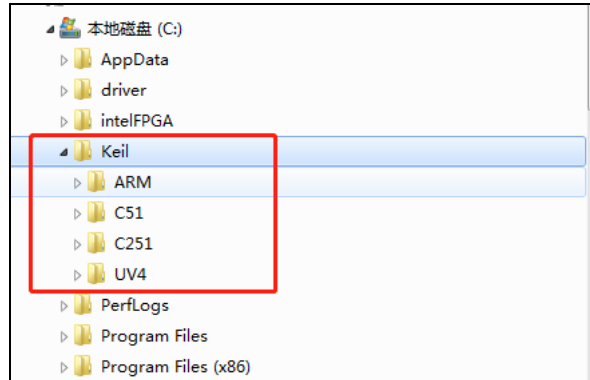 本地磁盘 (C:)
AppData
driver
intelFPGA
Keil
ARM
C51
C251
UV4
PerfLogs
Program Files
Program Files (x86)